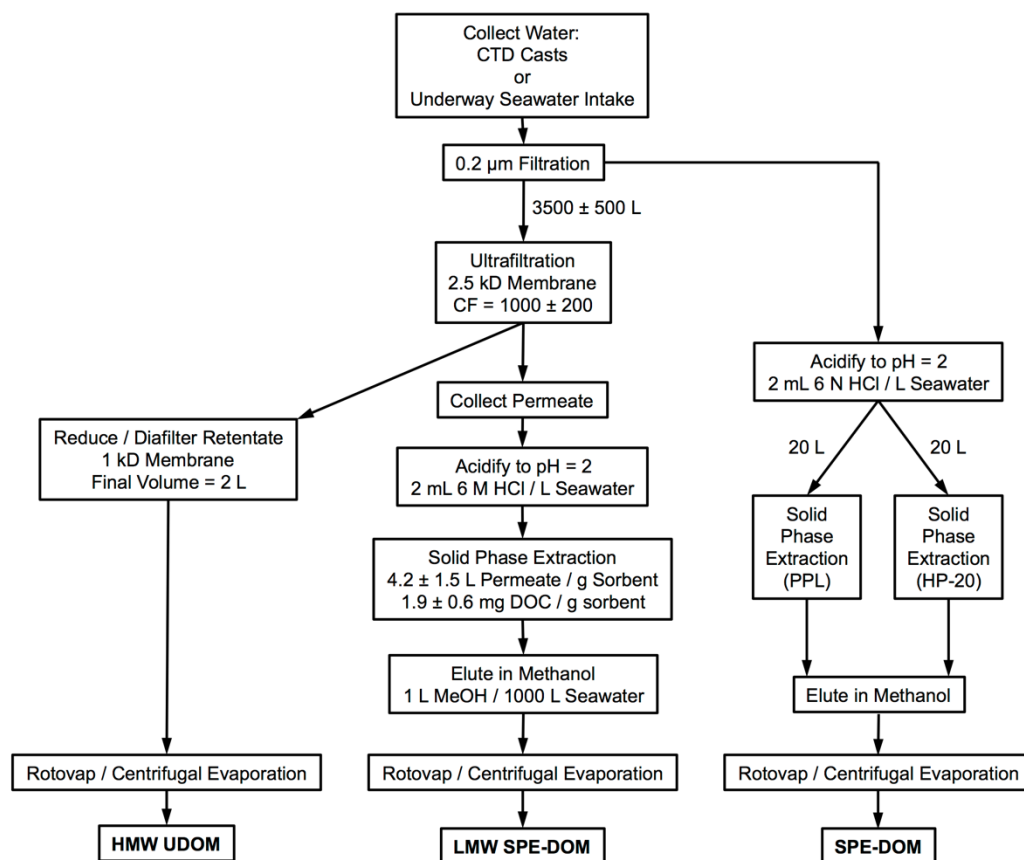 Collect Water:
CTD Casts
or
Underway Seawater Intake
0.2 µm Filtration
3500 ± 500 L
Ultrafiltration
2.5 kD Membrane
CF = 1000 ± 200
Reduce / Diafilter Retentate
1 kD Membrane
Final Volume = 2 L
Rotovap / Centrifugal Evaporation
HMW UDOM
Collect Permeate
Acidify to pH = 2
2 mL 6 M HCl / L Seawater
Solid Phase Extraction
4.2 ± 1.5 L Permeate / g Sorbent
1.9 ± 0.6 mg DOC / g sorbent
Elute in Methanol
1 L MeOH / 1000 L Seawater
Rotovap / Centrifugal Evaporation
LMW SPE-DOM
Acidify to pH = 2
2 mL 6 N HCl / L Seawater
20 L
20 L
Solid
Phase
Extraction
(PPL)
Solid
Phase
Extraction
(HP-20)
Elute in Methanol
Rotovap / Centrifugal Evaporation
SPE-DOM